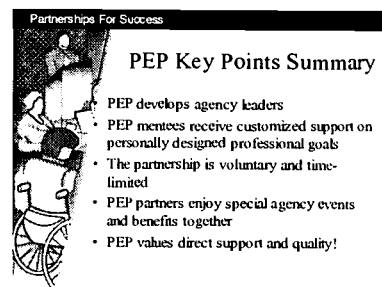 Partnerships For Success
PEP Key Points Summary
• PEP develops agency leaders
• PEP mentees receive customized support on
personally designed professional goals
• The partnership is voluntary and time-
limited
• PEP partners enjoy special agency events
and benefits together
• PEP values direct support and quality!